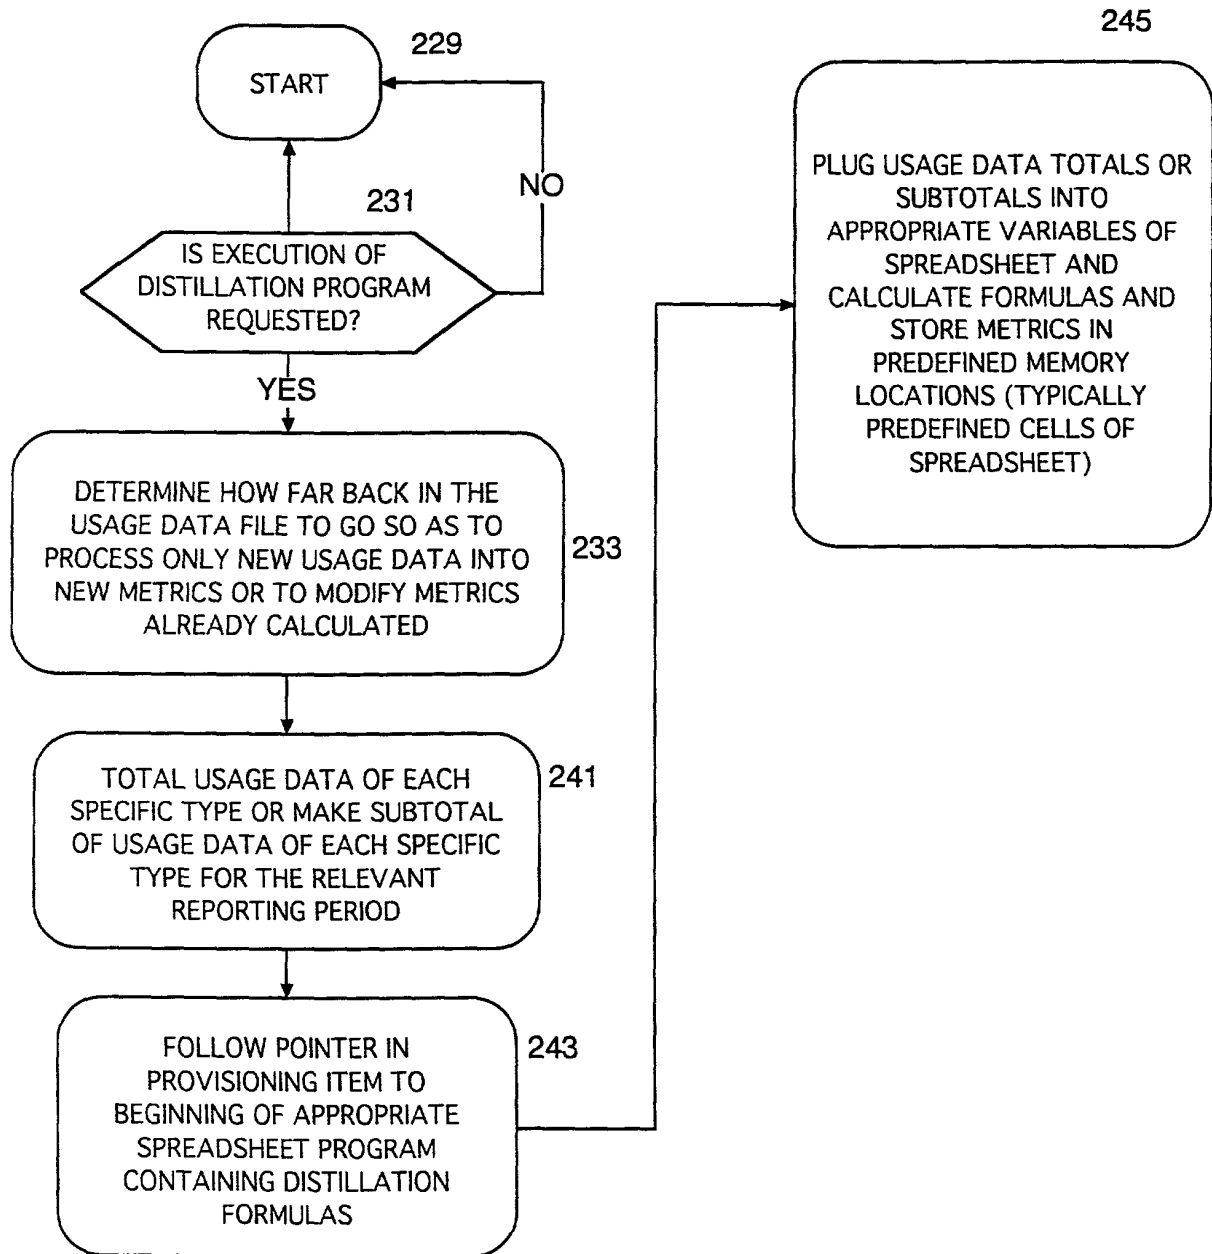 229
START
NO
231
IS EXECUTION OF
DISTILLATION PROGRAM
REQUESTED?
YES
DETERMINE HOW FAR BACK IN THE
USAGE DATA FILE TO GO SO AS TO
PROCESS ONLY NEW USAGE DATA INTO
NEW METRICS OR TO MODIFY METRICS
ALREADY CALCULATED
233
TOTAL USAGE DATA OF EACH
SPECIFIC TYPE OR MAKE SUBTOTAL
OF USAGE DATA OF EACH SPECIFIC
TYPE FOR THE RELEVANT
REPORTING PERIOD
241
FOLLOW POINTER IN
PROVISIONING ITEM TO
BEGINNING OF APPROPRIATE
SPREADSHEET PROGRAM
CONTAINING DISTILLATION
FORMULAS
243
245
PLUG USAGE DATA TOTALS OR
SUBTOTALS INTO
APPROPRIATE VARIABLES OF
SPREADSHEET AND
CALCULATE FORMULAS AND
STORE METRICS IN
PREDEFINED MEMORY
LOCATIONS (TYPICALLY
PREDEFINED CELLS OF
SPREADSHEET)